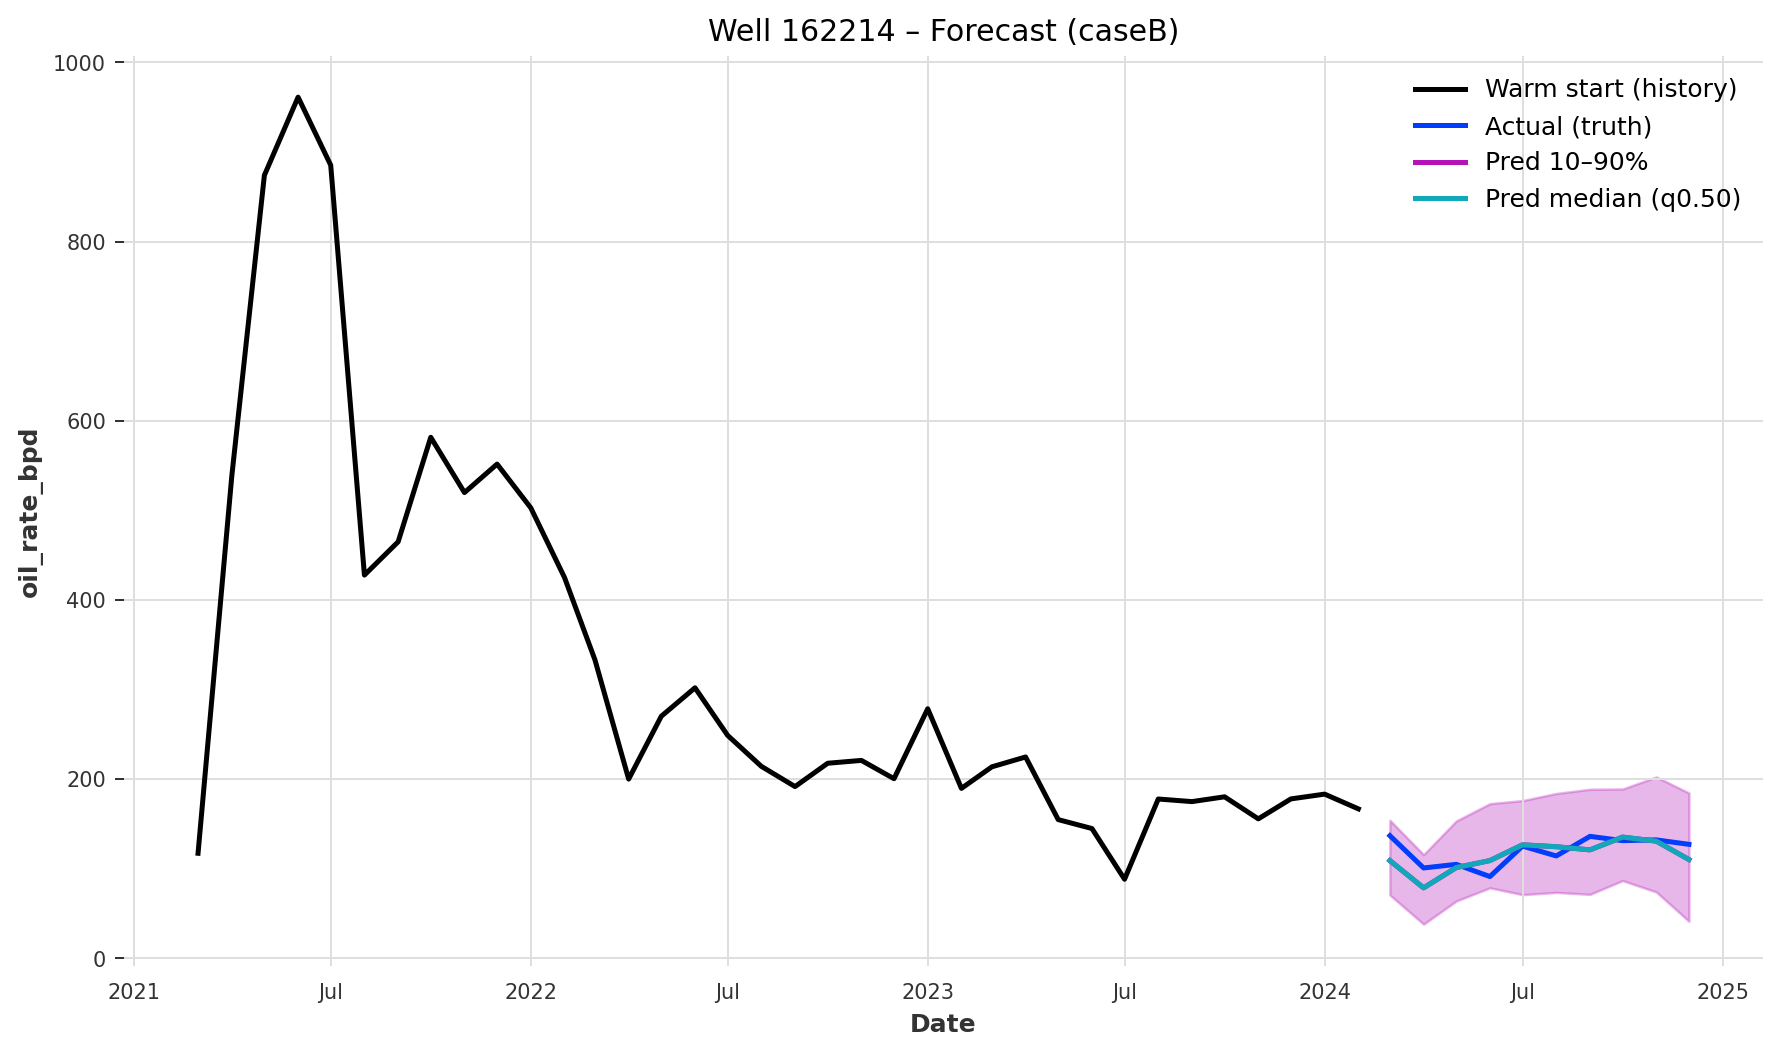 Well 162214 – Forecast (caseB)
Warm start (history)
Actual (truth)
Pred 10–90%
Pred median (q0.50)
oil_rate_bpd
1000
800
600
400
200
0
2021
Jul
2022
Jul
2023
Jul
2024
Jul
2025
Date